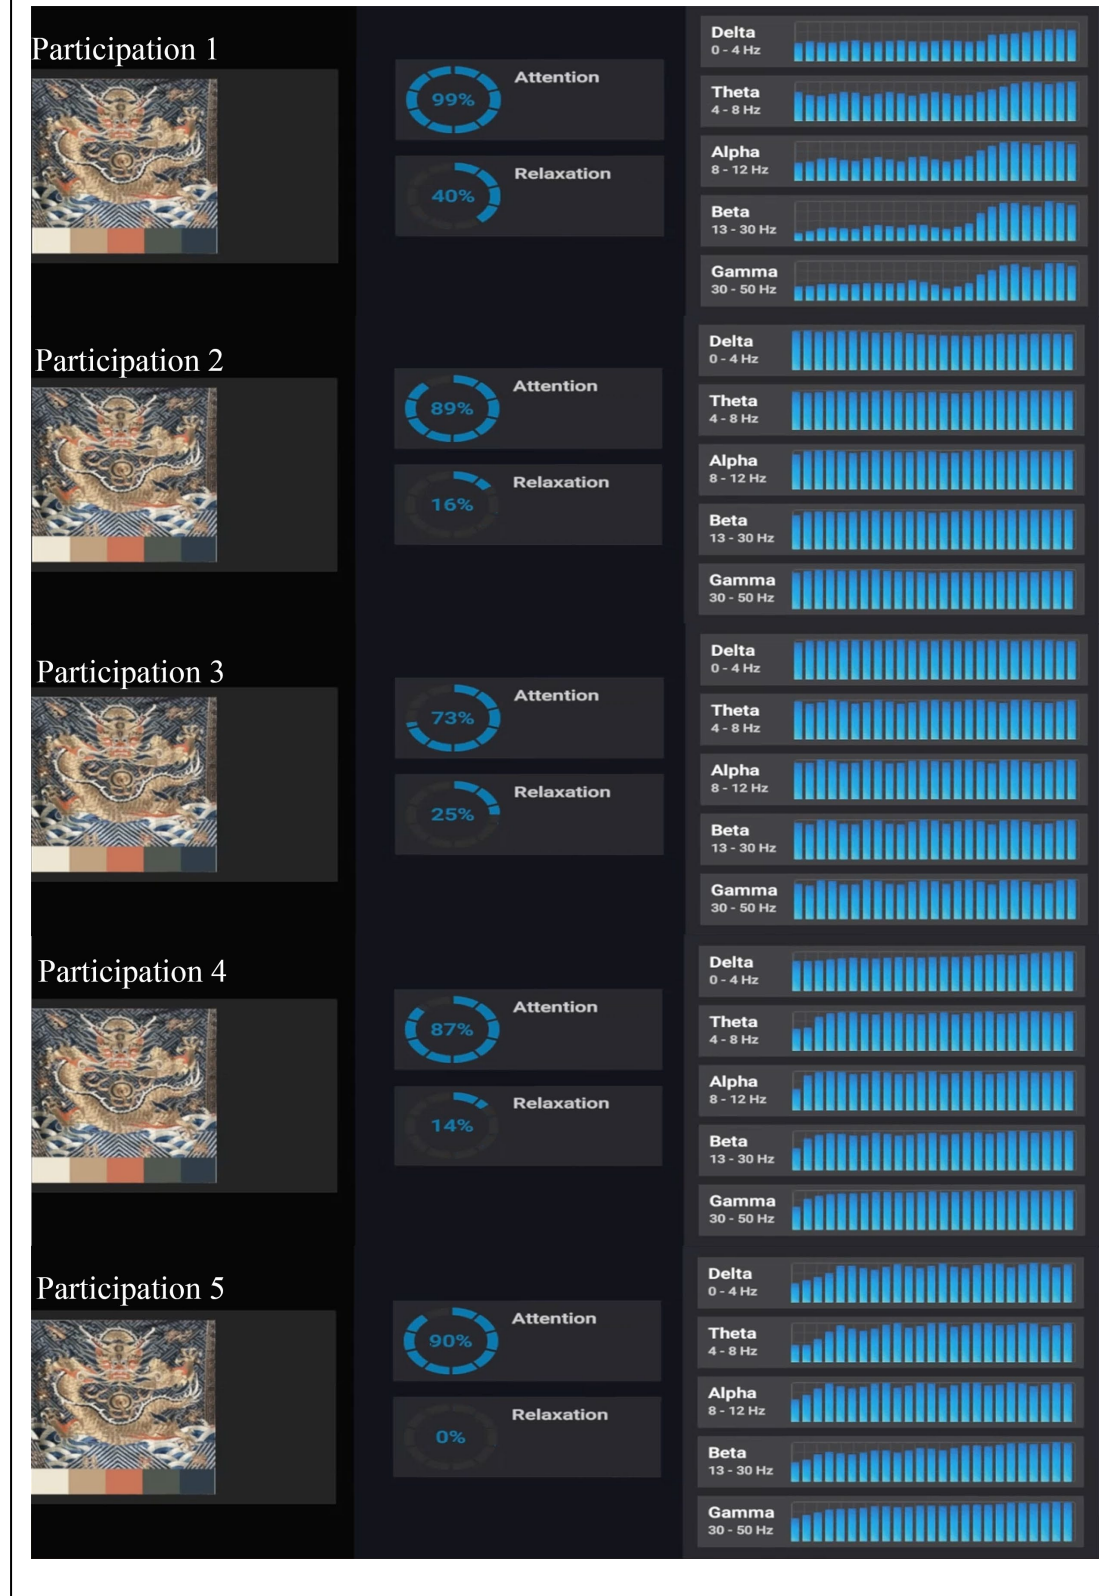 Participation 1
99%
Attention
40%
Relaxation
Delta
0 - 4 Hz
Theta
4 - 8 Hz
Alpha
8 - 12 Hz
Beta
13 - 30 Hz
Gamma
30 - 50 Hz
Participation 2
89%
Attention
16%
Relaxation
Delta
0 - 4 Hz
Theta
4 - 8 Hz
Alpha
8 - 12 Hz
Beta
13 - 30 Hz
Gamma
30 - 50 Hz
Participation 3
73%
Attention
25%
Relaxation
Delta
0 - 4 Hz
Theta
4 - 8 Hz
Alpha
8 - 12 Hz
Beta
13 - 30 Hz
Gamma
30 - 50 Hz
Participation 4
87%
Attention
14%
Relaxation
Delta
0 - 4 Hz
Theta
4 - 8 Hz
Alpha
8 - 12 Hz
Beta
13 - 30 Hz
Gamma
30 - 50 Hz
Participation 5
90%
Attention
0%
Relaxation
Delta
0 - 4 Hz
Theta
4 - 8 Hz
Alpha
8 - 12 Hz
Beta
13 - 30 Hz
Gamma
30 - 50 Hz